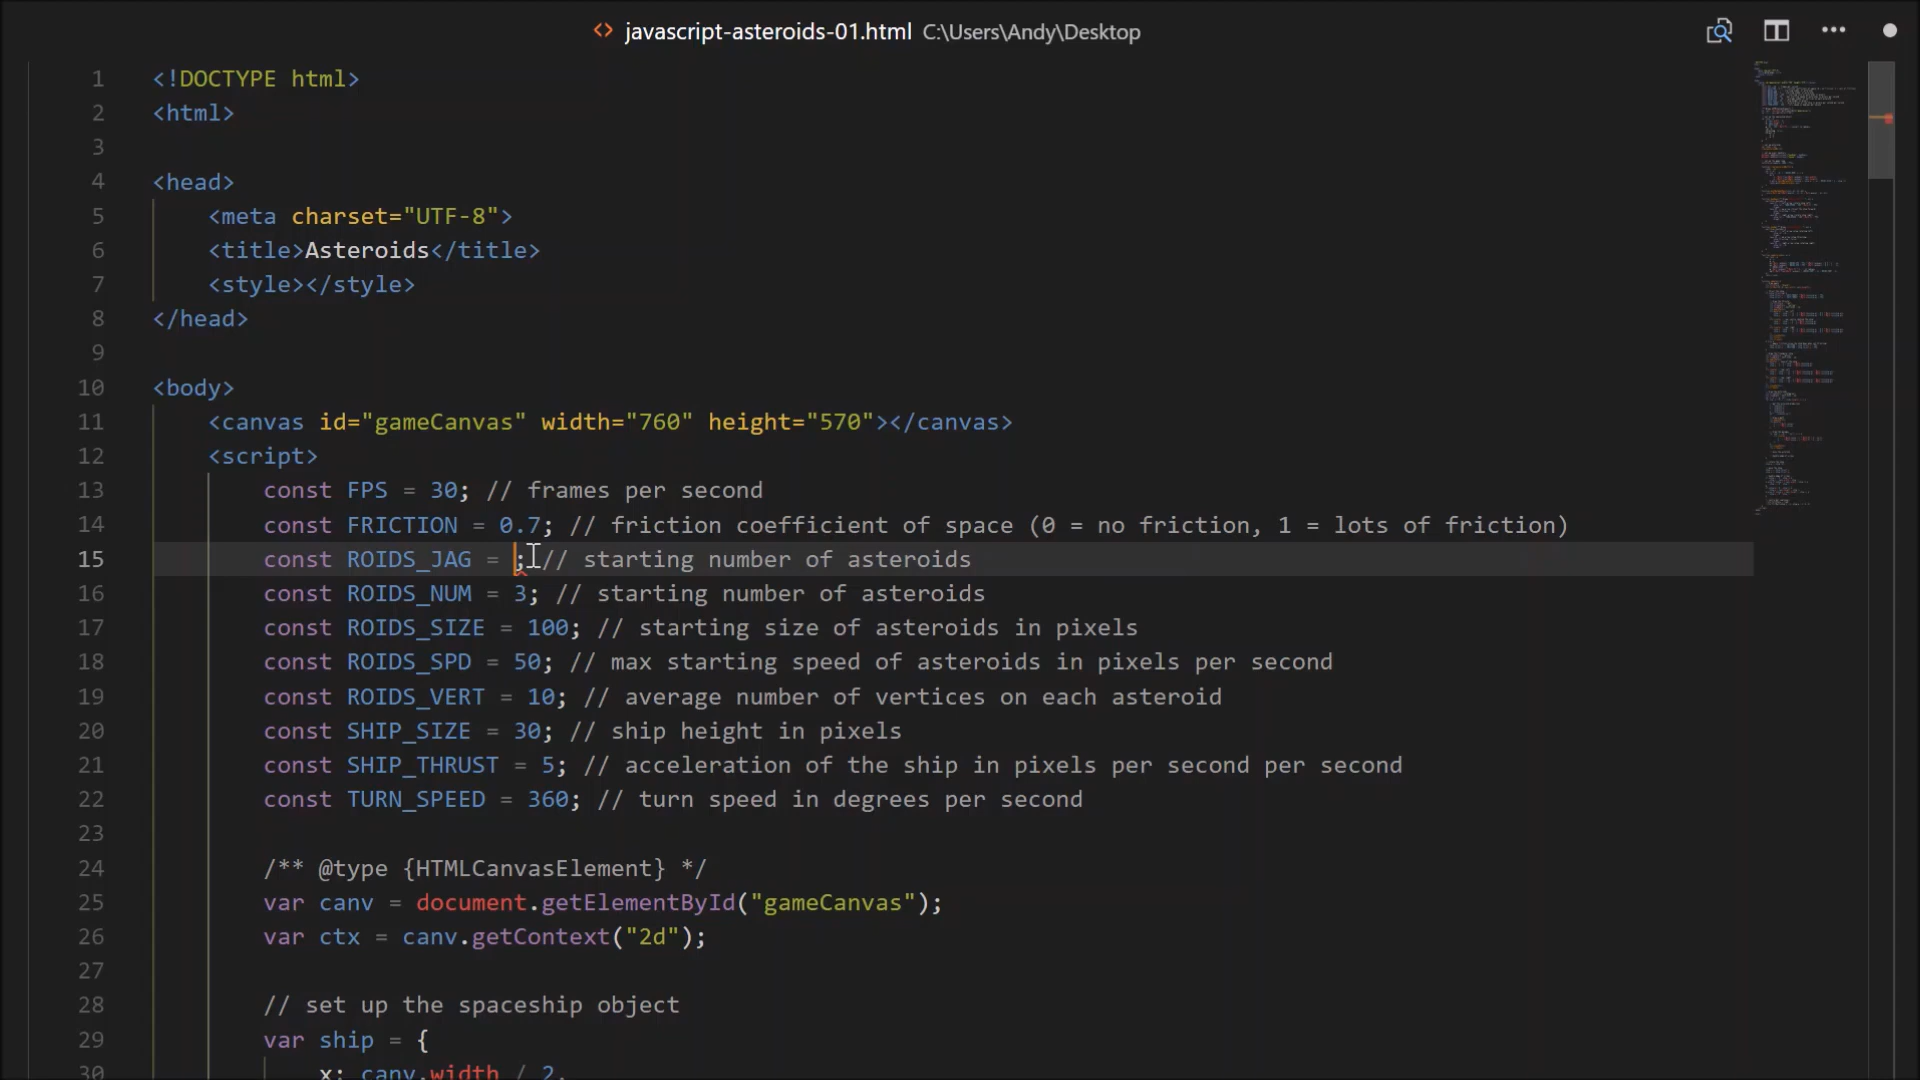 <> javascript-asteroids-01.html C:\Users\Andy\Desktop
1 <!DOCTYPE html>
2 <html>
3
4 <head>
5 <meta charset="UTF-8">
6 <title>Asteroids</title>
7 <style></style>
8 </head>
9
10 <body>
11 <canvas id="gameCanvas" width="760" height="570"></canvas>
12 <script>
13 const FPS = 30; // frames per second
14 const FRICTION = 0.7; // friction coefficient of space (0 = no friction, 1 = lots of friction)
15 const ROIDS_JAG = ; // starting number of asteroids
16 const ROIDS_NUM = 3; // starting number of asteroids
17 const ROIDS_SIZE = 100; // starting size of asteroids in pixels
18 const ROIDS_SPD = 50; // max starting speed of asteroids in pixels per second
19 const ROIDS_VERT = 10; // average number of vertices on each asteroid
20 const SHIP_SIZE = 30; // ship height in pixels
21 const SHIP_THRUST = 5; // acceleration of the ship in pixels per second per second
22 const TURN_SPEED = 360; // turn speed in degrees per second
23
24 /** @type {HTMLCanvasElement} */
25 var canv = document.getElementById("gameCanvas");
26 var ctx = canv.getContext("2d");
27
28 // set up the spaceship object
29 var ship = {
30 x: canv.width / 2,